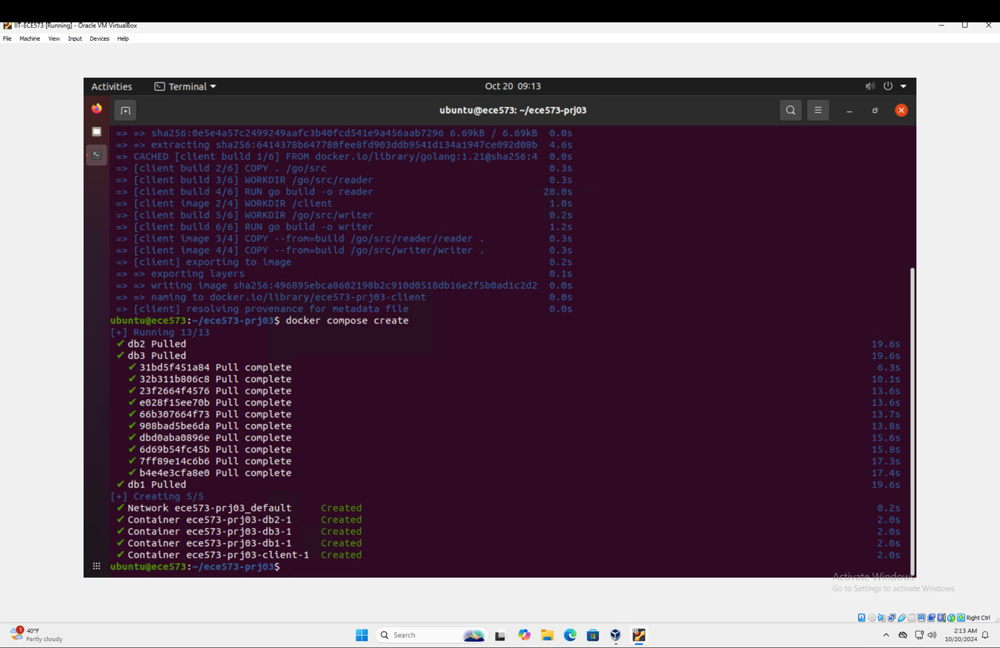 IIT-ECE573 [Running] - Oracle VM VirtualBox
File Machine View Input Devices Help
Activities Terminal Oct 20 09:13
ubuntu@ece573: ~/ece573-prj03
=> => sha256:0e5e4a57c2499249aafc3b40fcd541e9a456aab7296 6.69kB / 6.69kB 0.0s
=> => extracting sha256:6414378b647780fee8fd903ddb9541d134a1947ce092d08b 4.6s
=> CACHED [client build 1/6] FROM docker.io/library/golang:1.21@sha256:4 0.0s
=> [client build 2/6] COPY . /go/src 0.3s
=> [client build 3/6] WORKDIR /go/src/reader 0.3s
=> [client build 4/6] RUN go build -o reader 20.0s
=> [client image 2/4] WORKDIR /client 1.0s
=> [client build 5/6] WORKDIR /go/src/writer 0.2s
=> [client build 6/6] RUN go build -o writer 1.2s
=> [client image 3/4] COPY --from=build /go/src/reader/reader . 0.3s
=> [client image 4/4] COPY --from=build /go/src/writer/writer . 0.3s
=> [client] exporting to image 0.2s
=> => exporting layers 0.1s
=> => writing image sha256:496895ebca8602198b2c910d0518db16e2f5b0ad1c2d2 0.0s
=> => naming to docker.io/library/ece573-prj03-client 0.0s
=> [client] resolving provenance for metadata file 0.0s
ubuntu@ece573:~/ece573-prj03$ docker compose create
[+] Running 13/13
✔ db2 Pulled 19.6s
✔ db3 Pulled 19.6s
✔ 31bd5f451a84 Pull complete 6.3s
✔ 32b311b806c8 Pull complete 10.1s
✔ 23f2664f4576 Pull complete 13.6s
✔ e028f15ee70b Pull complete 13.6s
✔ 66b307664f73 Pull complete 13.7s
✔ 908bad5be6da Pull complete 13.8s
✔ dbd0aba0896e Pull complete 15.6s
✔ 6d69b54fc45b Pull complete 15.8s
✔ 7ff89e14c6b6 Pull complete 17.3s
✔ b4e4e3cfa8e0 Pull complete 17.4s
✔ db1 Pulled 19.6s
[+] Creating 5/5
✔ Network ece573-prj03_default Created 0.2s
✔ Container ece573-prj03-db2-1 Created 2.0s
✔ Container ece573-prj03-db3-1 Created 2.0s
✔ Container ece573-prj03-db1-1 Created 2.0s
✔ Container ece573-prj03-client-1 Created 2.0s
ubuntu@ece573:~/ece573-prj03$
Activate Windows
Go to Settings to activate Windows.
Right Ctrl
1
40°F
Partly cloudy
Search
2:13 AM
10/20/2024